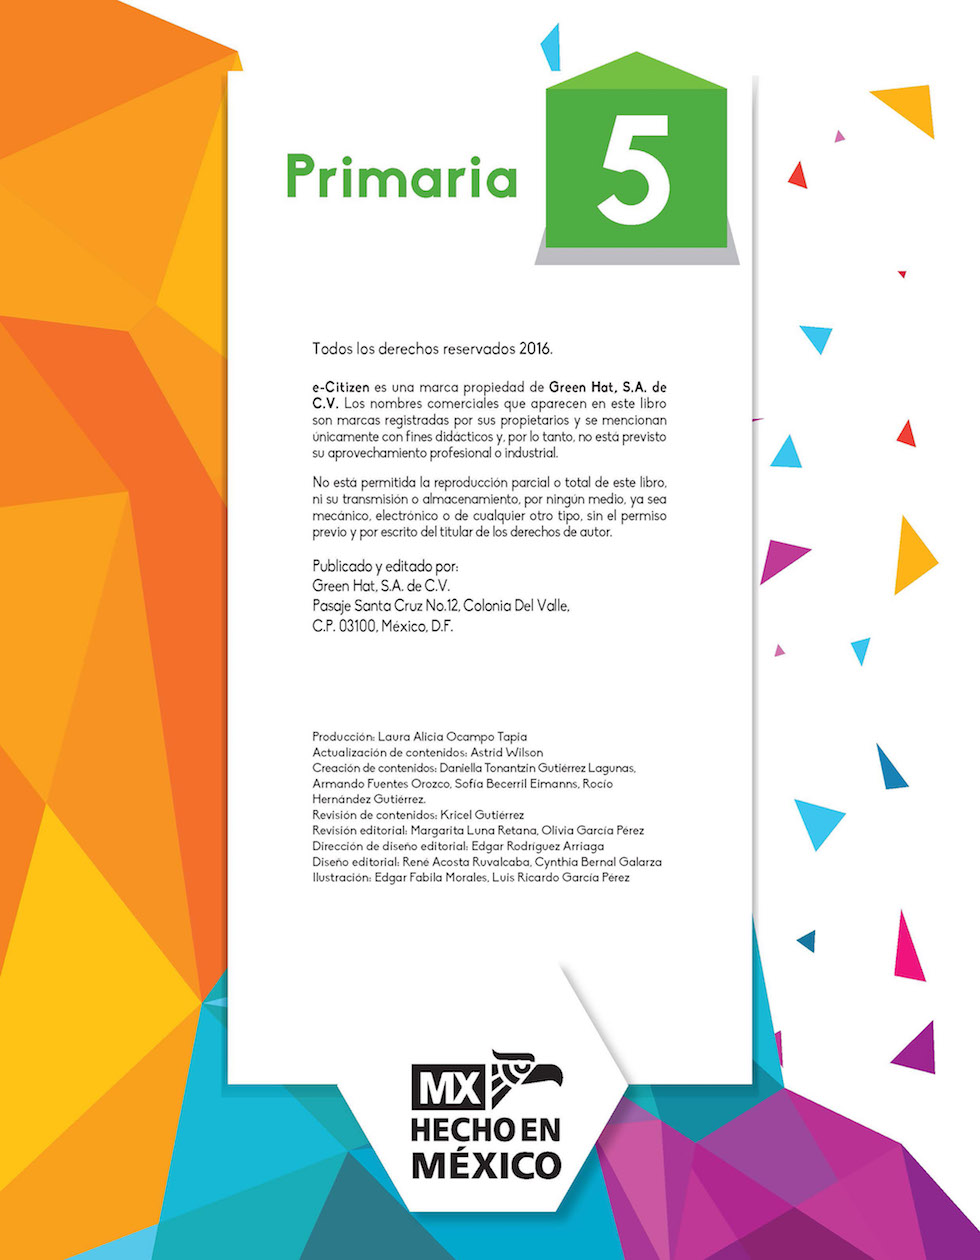 Primaria
5
Todos los derechos reservados 2016.
e-Citizen es una marca propiedad de Green Hat, S.A. de
C.V. Los nombres comerciales que aparecen en este libro
son marcas registradas por sus propietarios y se mencionan
únicamente con fines didácticos y, por lo tanto, no está previsto
su aprovechamiento profesional o industrial.
No está permitida la reproducción parcial o total de este libro,
ni su transmisión o almacenamiento, por ningún medio, ya sea
mecánico, electrónico o de cualquier otro tipo, sin el permiso
previo y por escrito del titular de los derechos de autor.
Publicado y editado por:
Green Hat, S.A. de C.V.
Pasaje Santa Cruz No.12, Colonia Del Valle,
C.P. 03100, México, D.F.
Producción: Laura Alicia Ocampo Tapia
Actualización de contenidos: Astrid Wilson
Creación de contenidos: Daniella Tonantzin Gutiérrez Lagunas,
Armando Fuentes Orozco, Sofía Becerril Eimanns, Rocío
Hernández Gutiérrez.
Revisión de contenidos: Kricel Gutiérrez
Revisión editorial: Margarita Luna Retana, Olivia García Pérez
Dirección de diseño editorial: Edgar Rodríguez Arriaga
Diseño editorial: René Acosta Ruvalcaba, Cynthia Bernal Galarza
Ilustración: Edgar Fabila Morales, Luis Ricardo García Pérez
MX
HECHO EN
MÉXICO